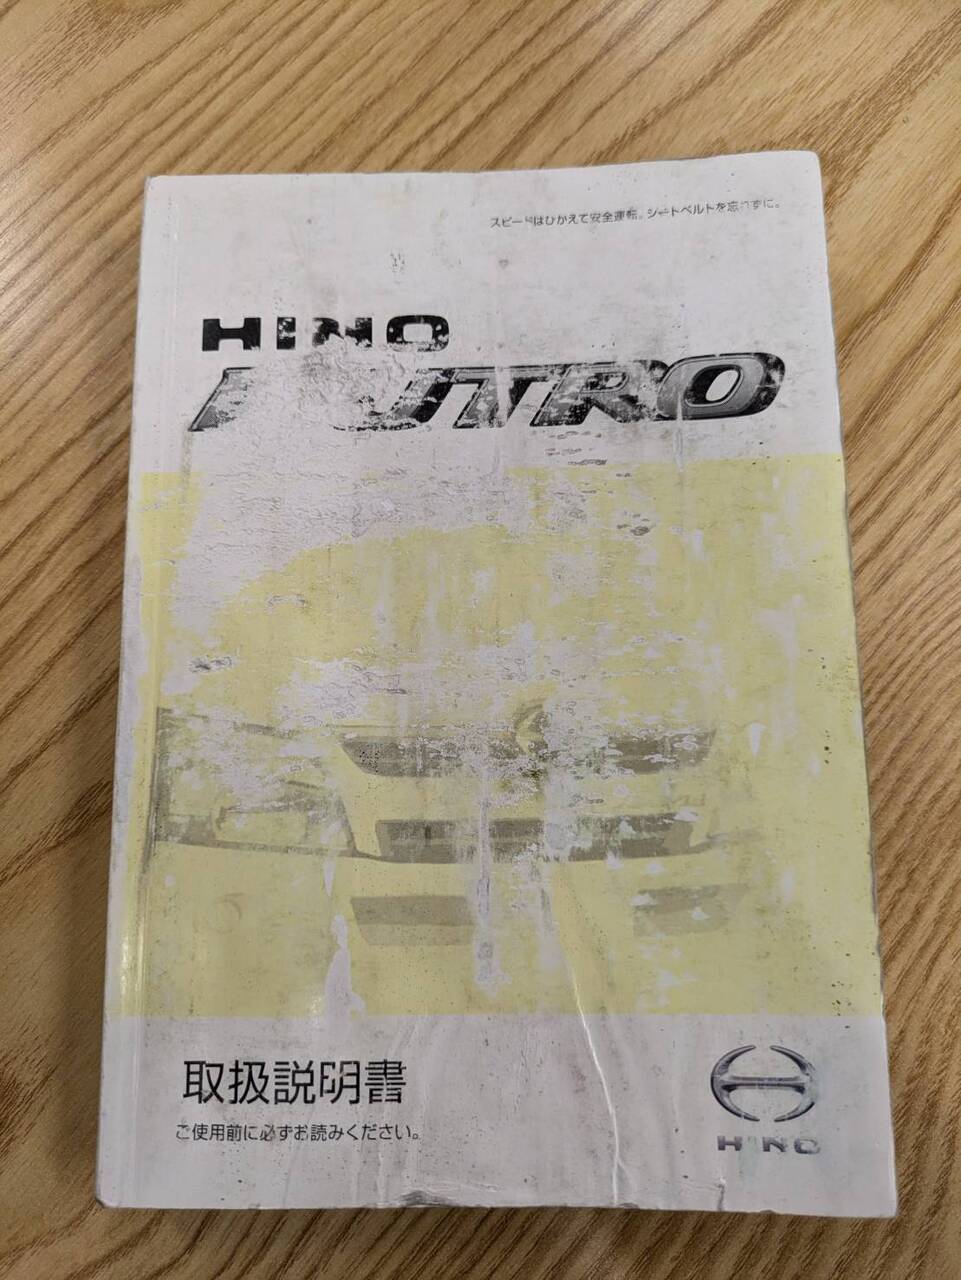 スピードはひかえて安全運転。シートベルトを忘れずに。
HINO
DUTRO
取扱説明書
ご使用前に必ずお読みください。
HINO